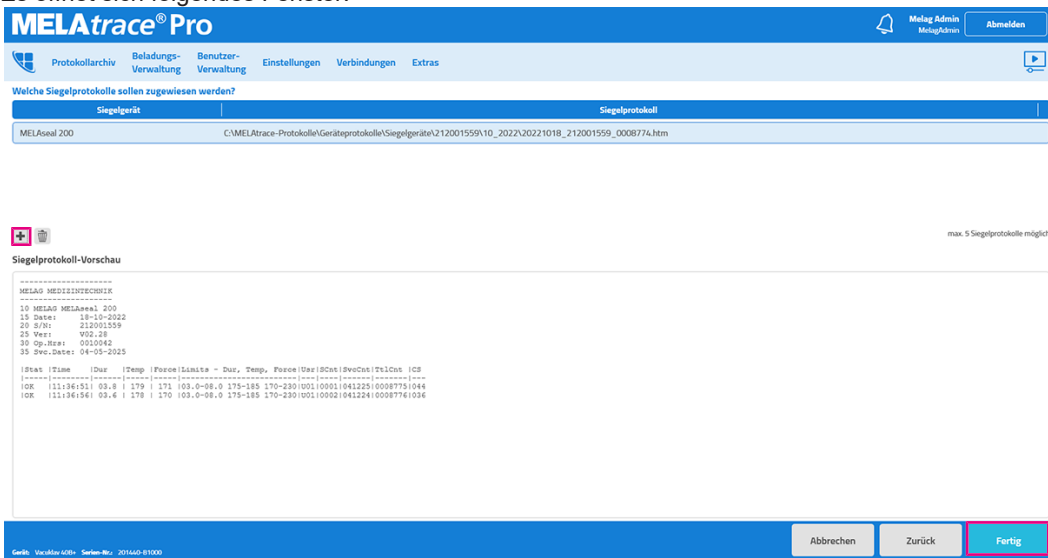 MELAtrace® Pro
Melag Admin
MelagAdmin
Abmelden
Protokollarchiv
Beladungs-
Verwaltung
Benutzer-
Verwaltung
Einstellungen
Verbindungen
Extras
Welche Siegelprotokolle sollen zugewiesen werden?
Siegelgerät Siegelprotokoll
MELAseal 200 C:\MELAtrace-Protokolle\Geräteprotokolle\Siegelgeräte\212001559\10_2022\20221018_212001559_0008774.htm
max. 5 Siegelprotokolle möglich
Siegelprotokoll-Vorschau
--------------------
MELAG MEDIZINTECHNIK
--------------------
10 MELAG MELAseal 200
15 Date: 18-10-2022
20 S/N: 212001559
25 Ver: V02.28
30 Op.Hrs: 0010042
35 Svc.Date: 04-05-2025
|Stat |Time |Dur |Temp |Force|Limits - Dur, Temp, Force|Usr|SCnt|SvcCnt|TtlCnt |CS
|-----|--------|-----|-----|-----|-------------------------|---|----|------|-------|---
|OK |11:36:51| 03.8 | 179 | 171 |03.0-08.0 175-185 170-230|U01|0001|041225|0008775|044
|OK |11:36:56| 03.6 | 178 | 170 |03.0-08.0 175-185 170-230|U01|0002|041224|0008776|036
Abbrechen
Zurück
Fertig
Gerät: Vacuklav 40B+ Serien-Nr.: 201440-B1000